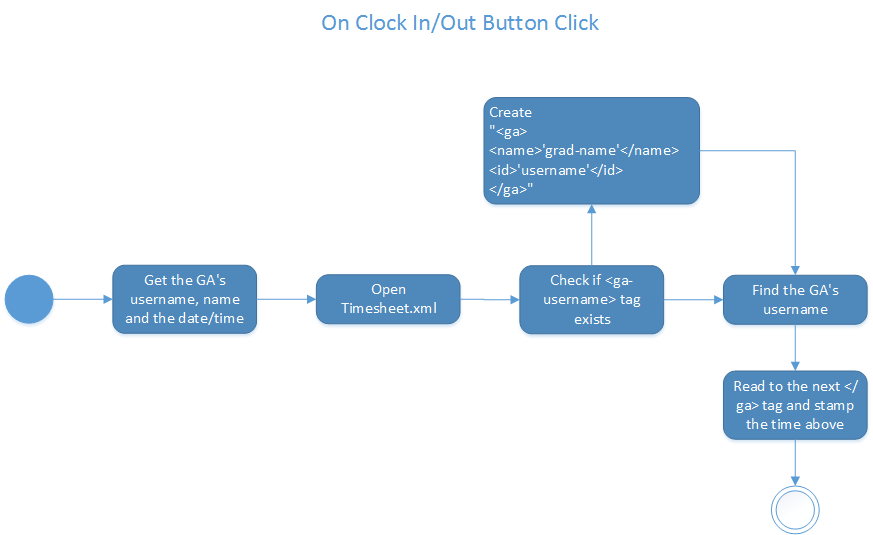 On Clock In/Out Button Click
Create
"<ga>
<name>'grad-name'</name>
<id>'username'</id>
</ga>"
Get the GA's
username, name
and the date/time
Open
Timesheet.xml
Check if <ga-
username> tag
exists
Find the GA's
username
Read to the next </
ga> tag and stamp
the time above